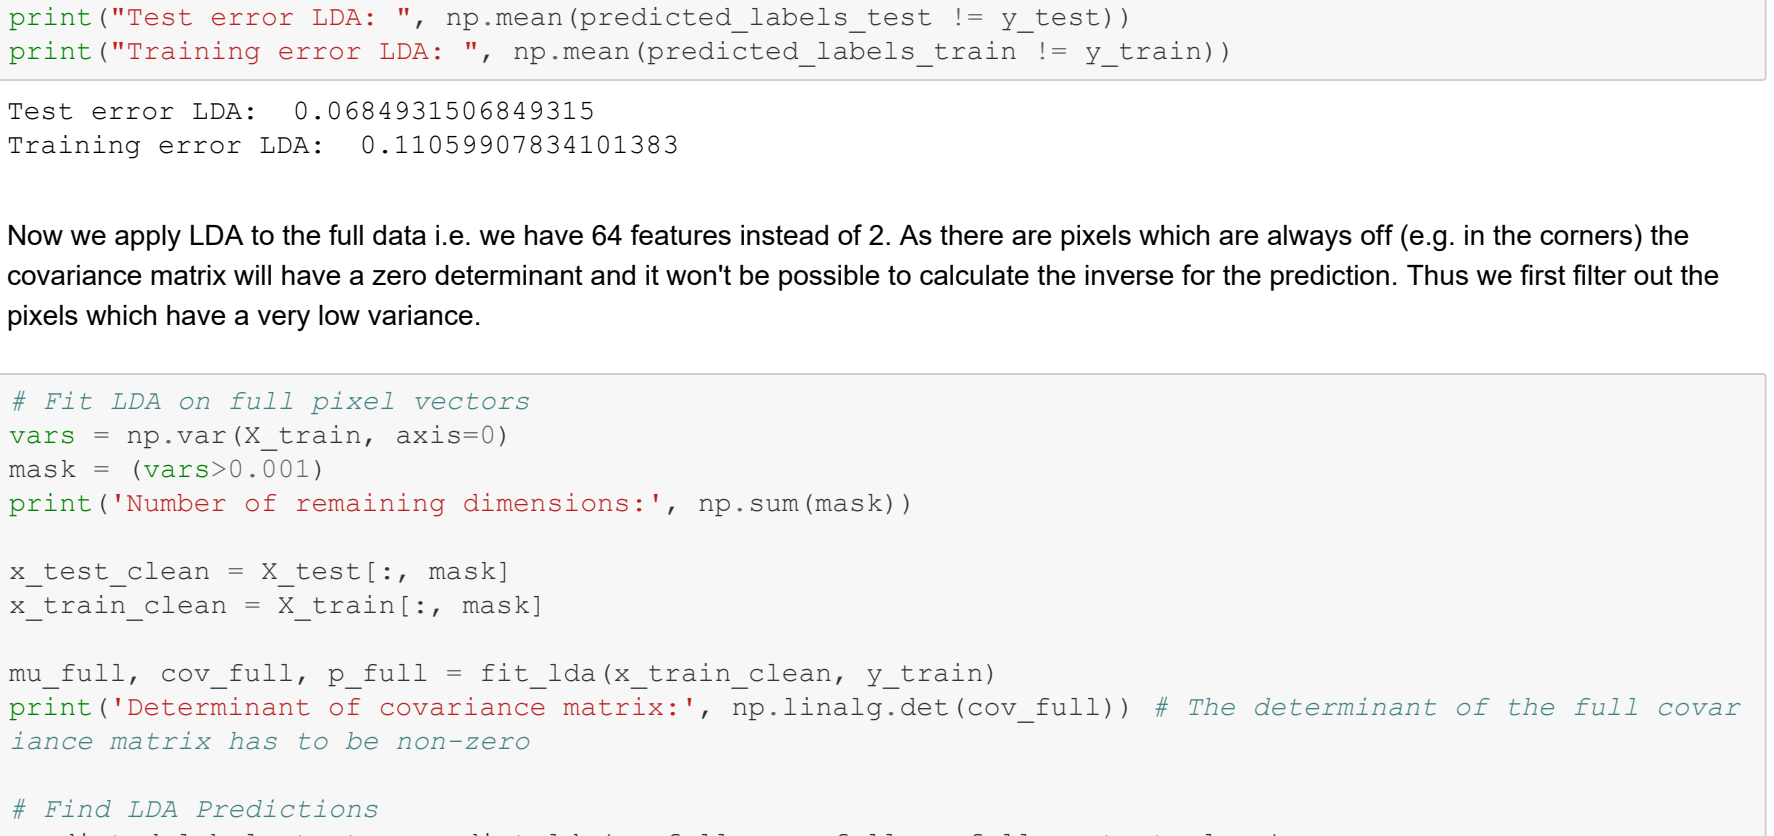 print("Test error LDA: ", np.mean(predicted_labels_test != y_test))
print("Training error LDA: ", np.mean(predicted_labels_train != y_train))
Test error LDA:  0.0684931506849315
Training error LDA:  0.11059907834101383
Now we apply LDA to the full data i.e. we have 64 features instead of 2. As there are pixels which are always off (e.g. in the corners) the
covariance matrix will have a zero determinant and it won't be possible to calculate the inverse for the prediction. Thus we first filter out the
pixels which have a very low variance.
# Fit LDA on full pixel vectors
vars = np.var(X_train, axis=0)
mask = (vars>0.001)
print('Number of remaining dimensions:', np.sum(mask))
x_test_clean = X_test[:, mask]
x_train_clean = X_train[:, mask]
mu_full, cov_full, p_full = fit_lda(x_train_clean, y_train)
print('Determinant of covariance matrix:', np.linalg.det(cov_full)) # The determinant of the full covar
iance matrix has to be non-zero
# Find LDA Predictions